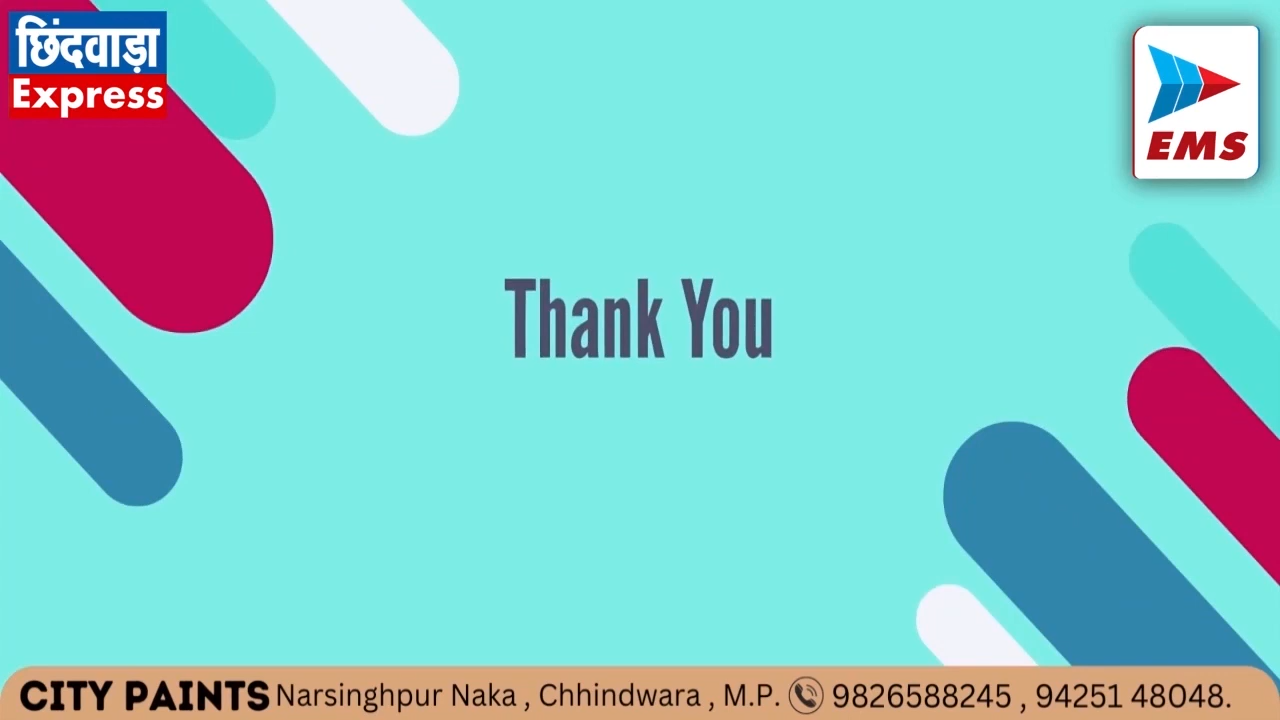 छिंदवाड़ा
Express
EMS
Thank You
CITY PAINTS Narsinghpur Naka , Chhindwara , M.P. 9826588245 , 94251 48048.